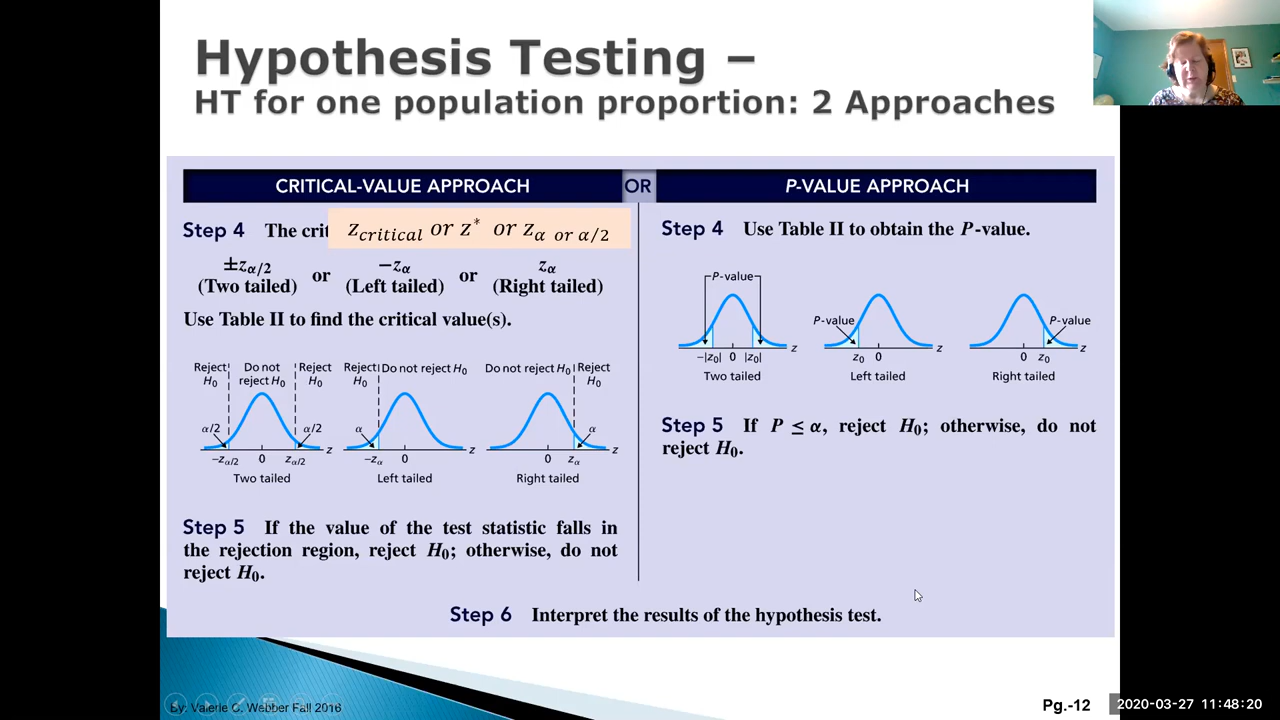 Hypothesis Testing –
HT for one population proportion: 2 Approaches
CRITICAL-VALUE APPROACH
OR
P-VALUE APPROACH
Step 4 The crit
z_critical or z* or z_α or α/2
±z_α/2 or −z_α or z_α
(Two tailed) (Left tailed) (Right tailed)
Use Table II to find the critical value(s).
Reject H₀ Do not reject H₀ Reject H₀
α/2 α/2
−z_α/2 0 z_α/2 z
Two tailed
Reject H₀ Do not reject H₀
α
−z_α 0 z
Left tailed
Do not reject H₀ Reject H₀
α
0 z_α z
Right tailed
Step 5 If the value of the test statistic falls in
the rejection region, reject H₀; otherwise, do not
reject H₀.
Step 4 Use Table II to obtain the P-value.
P-value
−|z₀| 0 |z₀| z
Two tailed
P-value
z₀ 0 z
Left tailed
P-value
0 z₀ z
Right tailed
Step 5 If P ≤ α, reject H₀; otherwise, do not
reject H₀.
Step 6 Interpret the results of the hypothesis test.
By: Valerie C. Webber Fall 2016
Pg.-12
2020-03-27 11:48:20